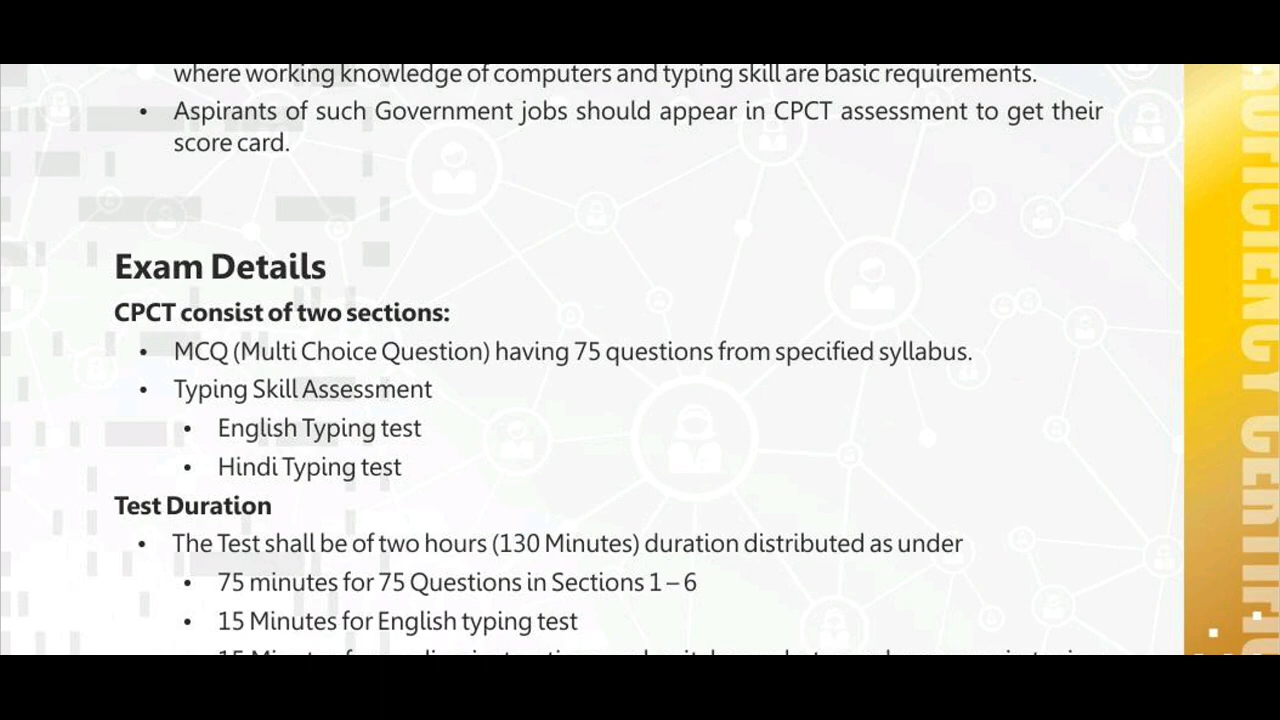 where working knowledge of computers and typing skill are basic requirements.
• Aspirants of such Government jobs should appear in CPCT assessment to get their
score card.
Exam Details
CPCT consist of two sections:
• MCQ (Multi Choice Question) having 75 questions from specified syllabus.
• Typing Skill Assessment
• English Typing test
• Hindi Typing test
Test Duration
• The Test shall be of two hours (130 Minutes) duration distributed as under
• 75 minutes for 75 Questions in Sections 1 – 6
• 15 Minutes for English typing test